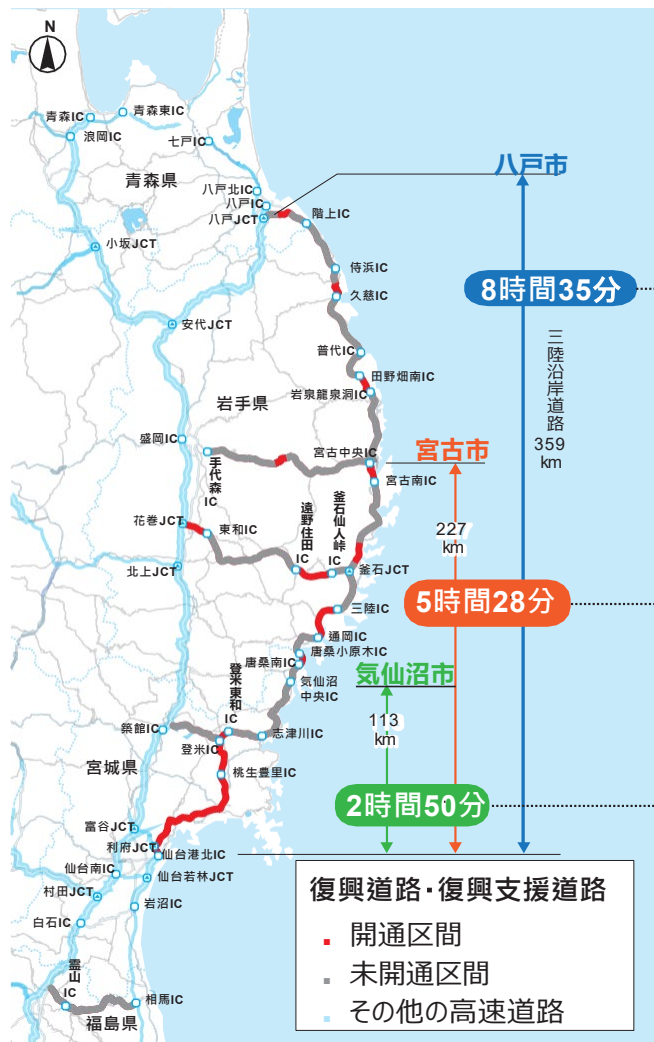 N
青森IC
青森東IC
浪岡IC
七戸IC
青森県
八戸北IC
八戸IC
八戸JCT
階上IC
八戸市
小坂JCT
侍浜IC
久慈IC
8時間35分
安代JCT
普代IC
田野畑南IC
岩泉龍泉洞IC
三陸沿岸道路
359
km
岩手県
盛岡IC
手代森
IC
宮古中央IC
宮古市
宮古南IC
花巻JCT
東和IC
遠野住田
IC
釜石仙人峠
IC
227
km
北上JCT
釜石JCT
5時間28分
三陸IC
通岡IC
唐桑小原木IC
唐桑南IC
気仙沼市
気仙沼
中央IC
登米東和
IC
113
km
築館IC
志津川IC
登米IC
宮城県
桃生豊里IC
2時間50分
富谷JCT
利府JCT
仙台港北IC
仙台南IC
仙台若林JCT
村田JCT
岩沼IC
白石IC
霊山
IC
相馬IC
福島県
復興道路・復興支援道路
開通区間
未開通区間
その他の高速道路